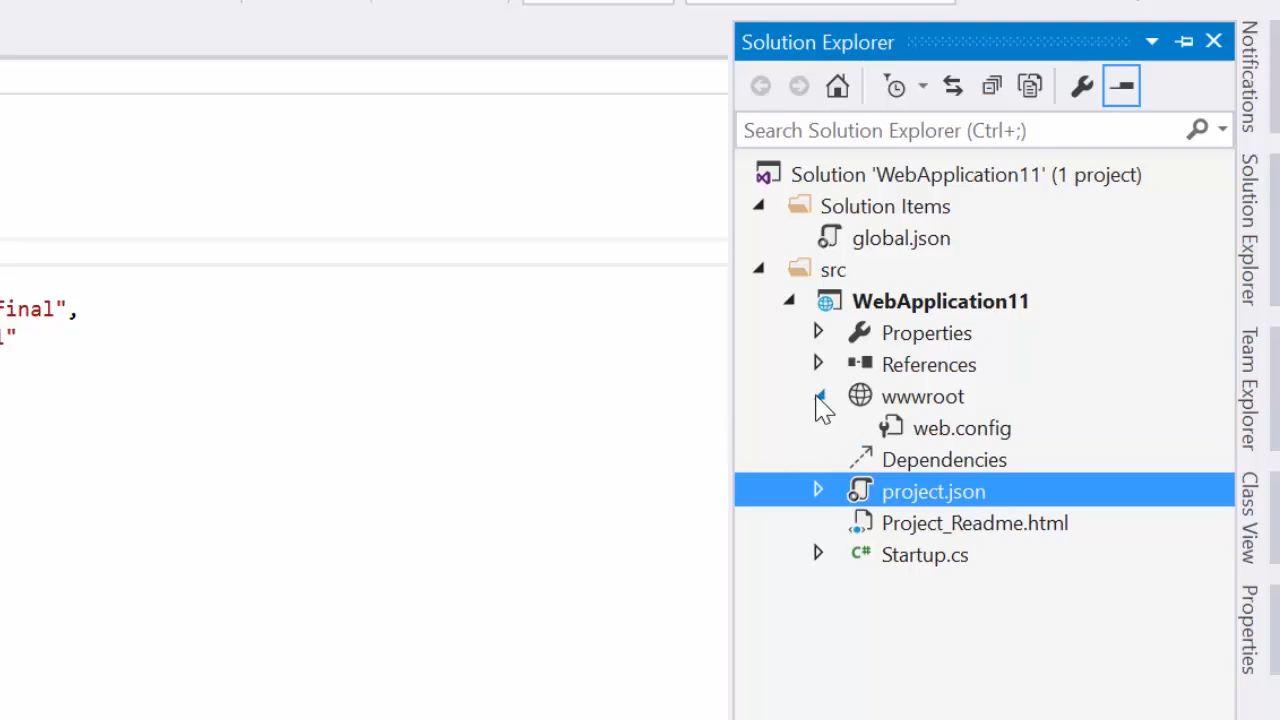 Solution Explorer
Search Solution Explorer (Ctrl+;)
Solution 'WebApplication11' (1 project)
Solution Items
global.json
src
WebApplication11
Properties
References
wwwroot
web.config
Dependencies
project.json
Project_Readme.html
C# Startup.cs
final",
l"
Notifications
Solution Explorer
Team Explorer
Class View
Properties